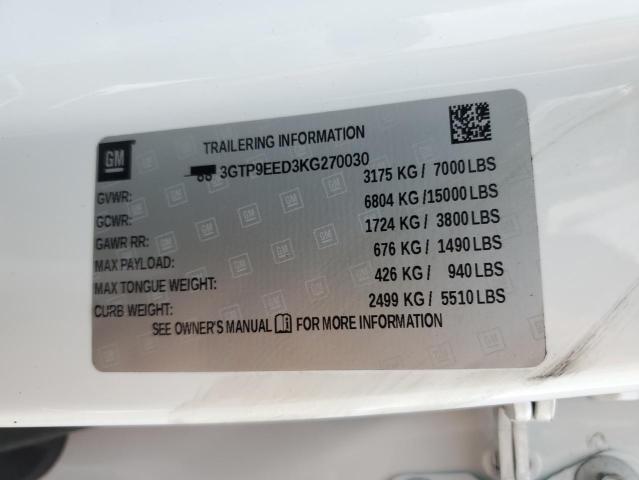 GM
TRAILERING INFORMATION
3GTP9EED3KG270030
GVWR: 3175 KG / 7000 LBS
GCWR: 6804 KG /15000 LBS
GAWR RR: 1724 KG / 3800 LBS
MAX PAYLOAD: 676 KG / 1490 LBS
MAX TONGUE WEIGHT: 426 KG / 940 LBS
CURB WEIGHT: 2499 KG / 5510 LBS
SEE OWNER'S MANUAL FOR MORE INFORMATION